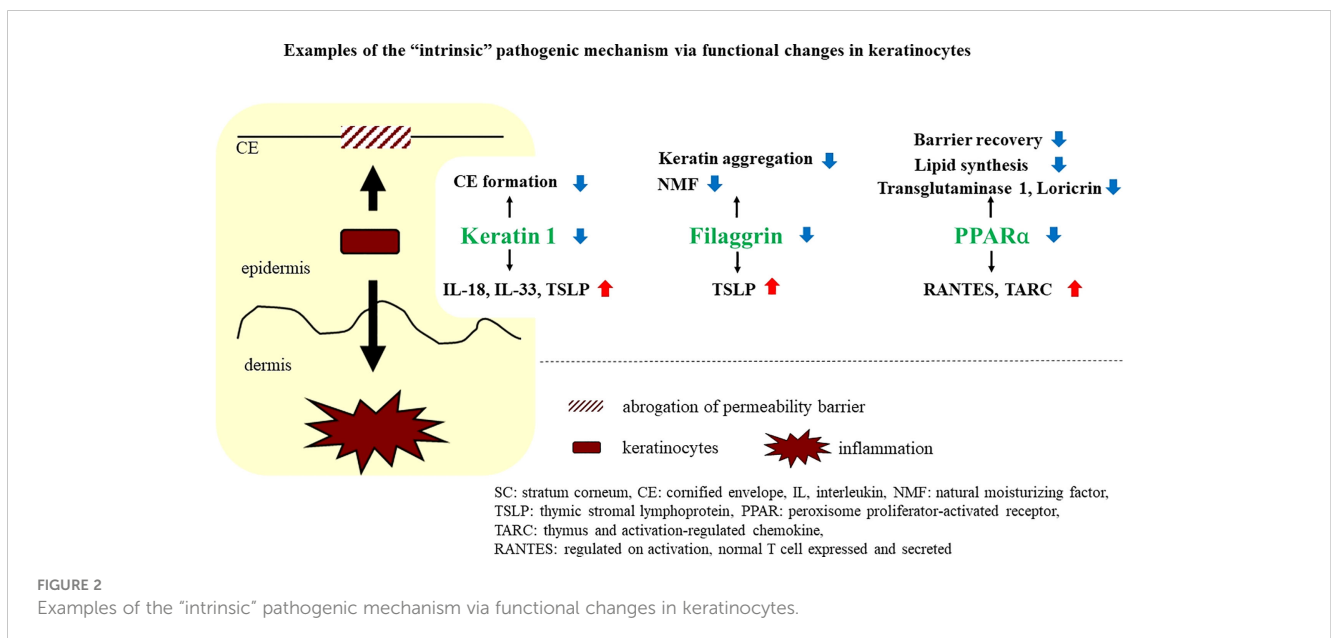 Examples of the “intrinsic” pathogenic mechanism via functional changes in keratinocytes
CE
epidermis
dermis
CE formation
Keratin 1
IL-18, IL-33, TSLP
Keratin aggregation
NMF
Filaggrin
TSLP
Barrier recovery
Lipid synthesis
Transglutaminase 1, Loricrin
PPARα
RANTES, TARC
abrogation of permeability barrier
keratinocytes
inflammation
SC: stratum corneum, CE: cornified envelope, IL, interleukin, NMF: natural moisturizing factor,
TSLP: thymic stromal lymphoprotein, PPAR: peroxisome proliferator-activated receptor,
TARC: thymus and activation-regulated chemokine,
RANTES: regulated on activation, normal T cell expressed and secreted
FIGURE 2
Examples of the “intrinsic“ pathogenic mechanism via functional changes in keratinocytes.